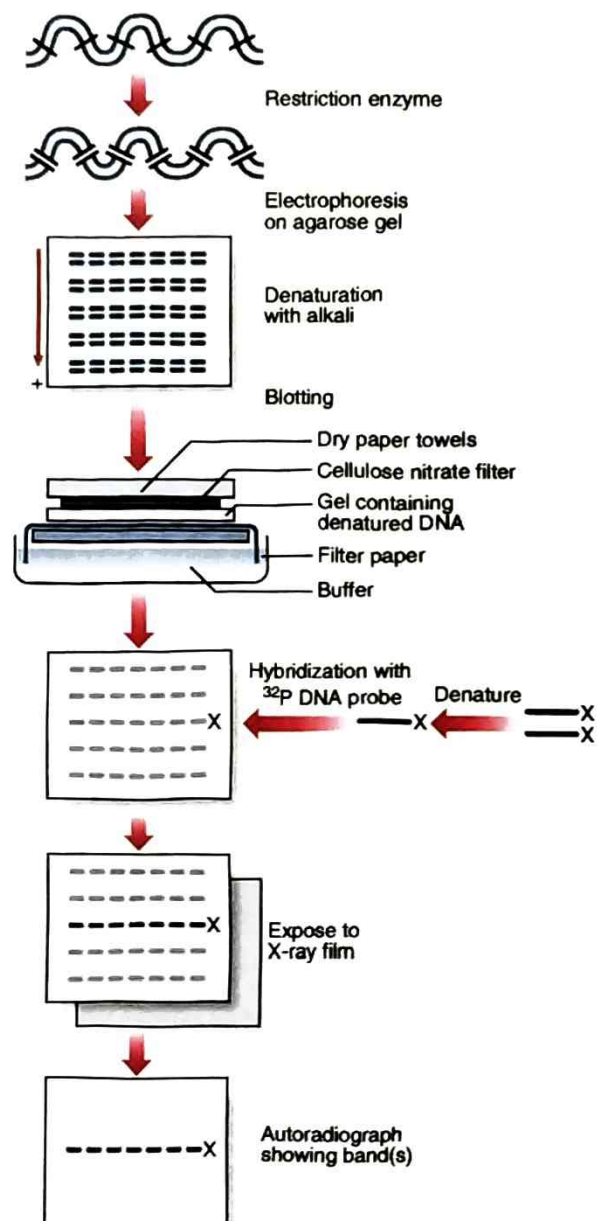 Restriction enzyme
Electrophoresis
on agarose gel
Denaturation
with alkali
+
Blotting
Dry paper towels
Cellulose nitrate filter
Gel containing
denatured DNA
Filter paper
Buffer
Hybridization with
³²P DNA probe
Denature
X
X
X
X
X
Expose to
X-ray film
X
Autoradiograph
showing band(s)